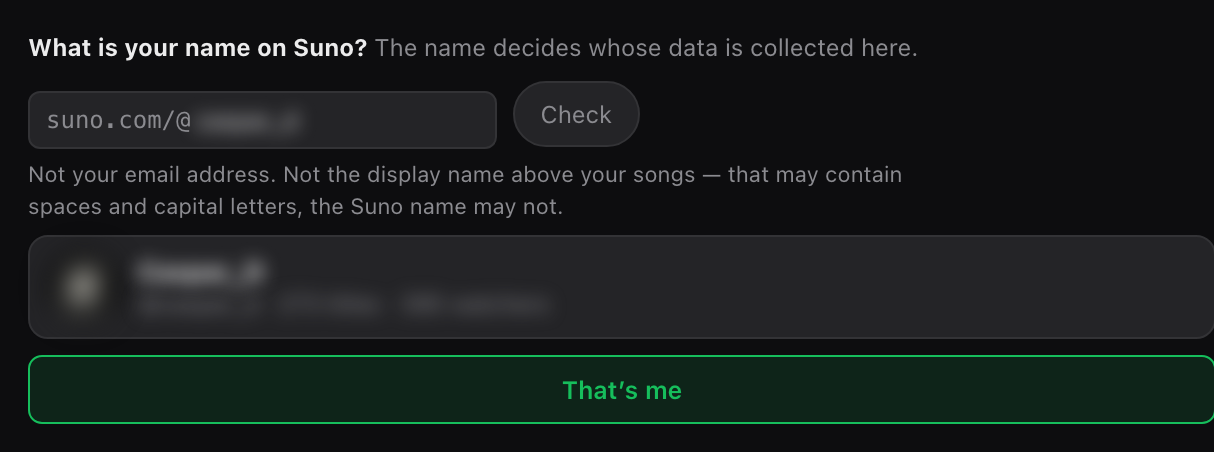 What is your name on Suno? The name decides whose data is collected here.
suno.com/@
Check
Not your email address. Not the display name above your songs — that may contain
spaces and capital letters, the Suno name may not.
That’s me